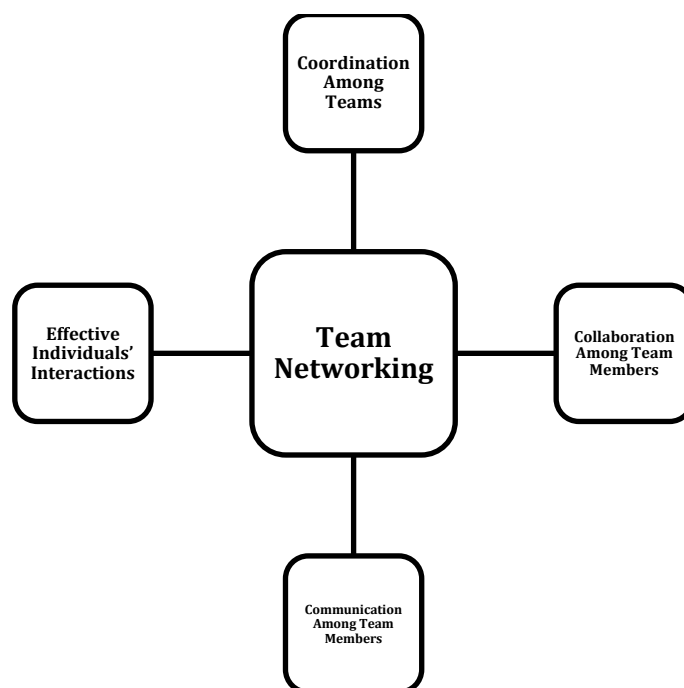 Coordination
Among
Teams
Effective
Individuals’
Interactions
Team
Networking
Collaboration
Among Team
Members
Communication
Among Team
Members